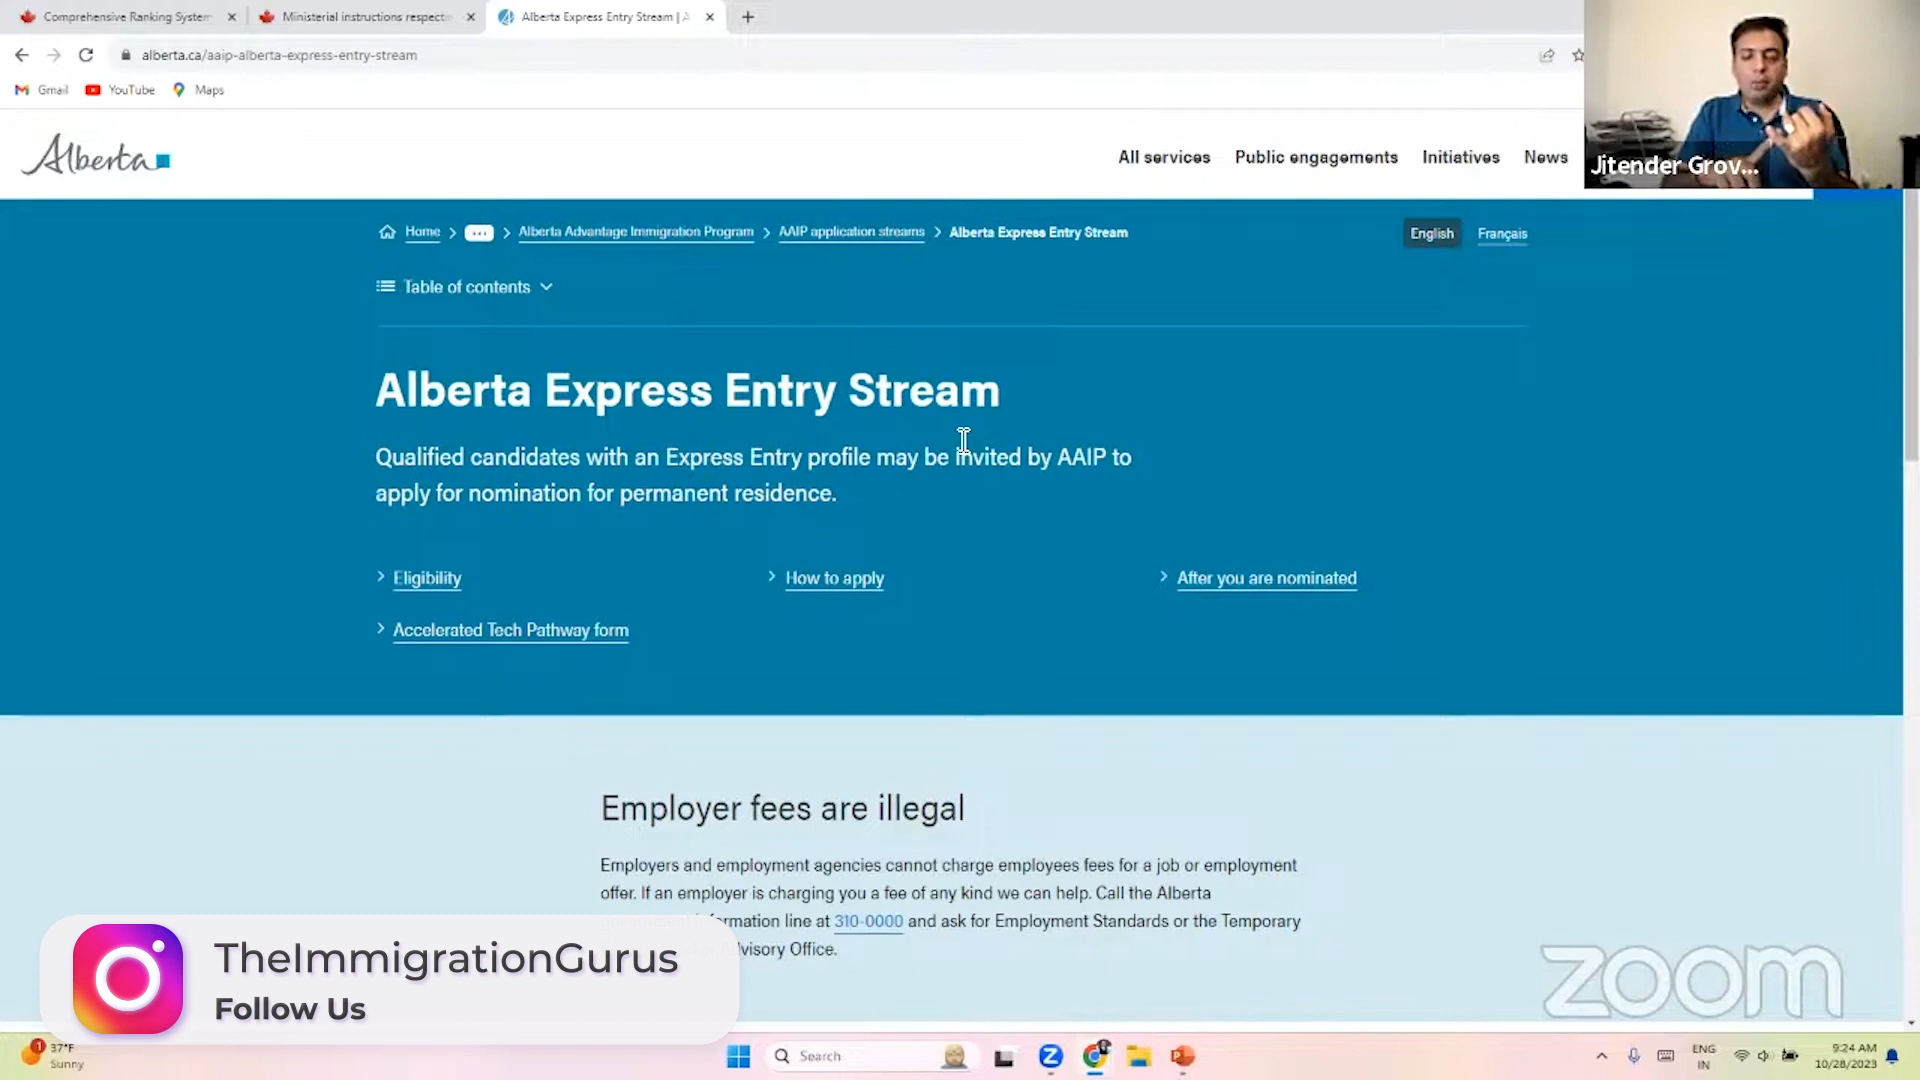 Comprehensive Ranking System
Ministerial instructions respecti
Alberta Express Entry Stream | A
alberta.ca/aaip-alberta-express-entry-stream
Gmail
YouTube
Maps
Alberta
All services
Public engagements
Initiatives
News
Jitender Grov...
Home
...
Alberta Advantage Immigration Program
AAIP application streams
Alberta Express Entry Stream
English
Français
Table of contents
Alberta Express Entry Stream
Qualified candidates with an Express Entry profile may be invited by AAIP to
apply for nomination for permanent residence.
Eligibility
How to apply
After you are nominated
Accelerated Tech Pathway form
Employer fees are illegal
Employers and employment agencies cannot charge employees fees for a job or employment
offer. If an employer is charging you a fee of any kind we can help. Call the Alberta
rmation line at 310-0000 and ask for Employment Standards or the Temporary
visory Office.
TheImmigrationGurus
Follow Us
zoom
1
37°F
Sunny
Search
ENG
IN
9:24 AM
10/28/2023